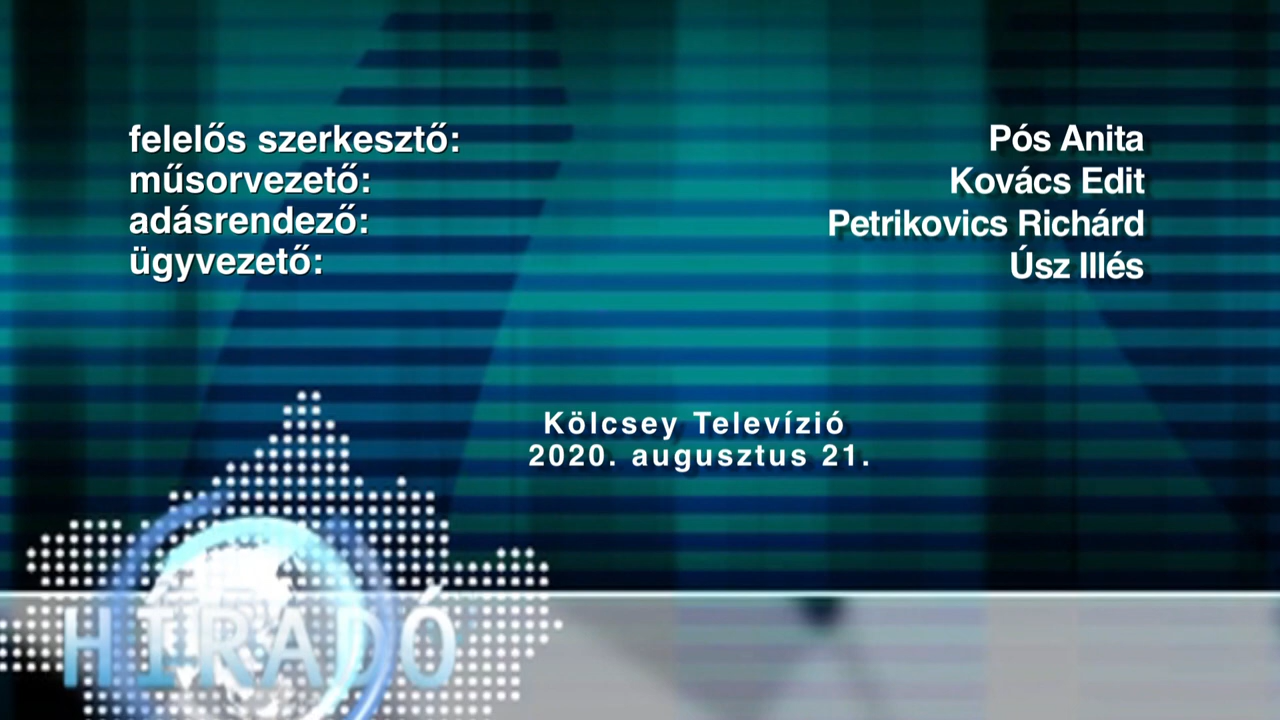 felelős szerkesztő: Pós Anita
műsorvezető: Kovács Edit
adásrendező: Petrikovics Richárd
ügyvezető: Úsz Illés
Kölcsey Televízió
2020. augusztus 21.
HÍRADÓ